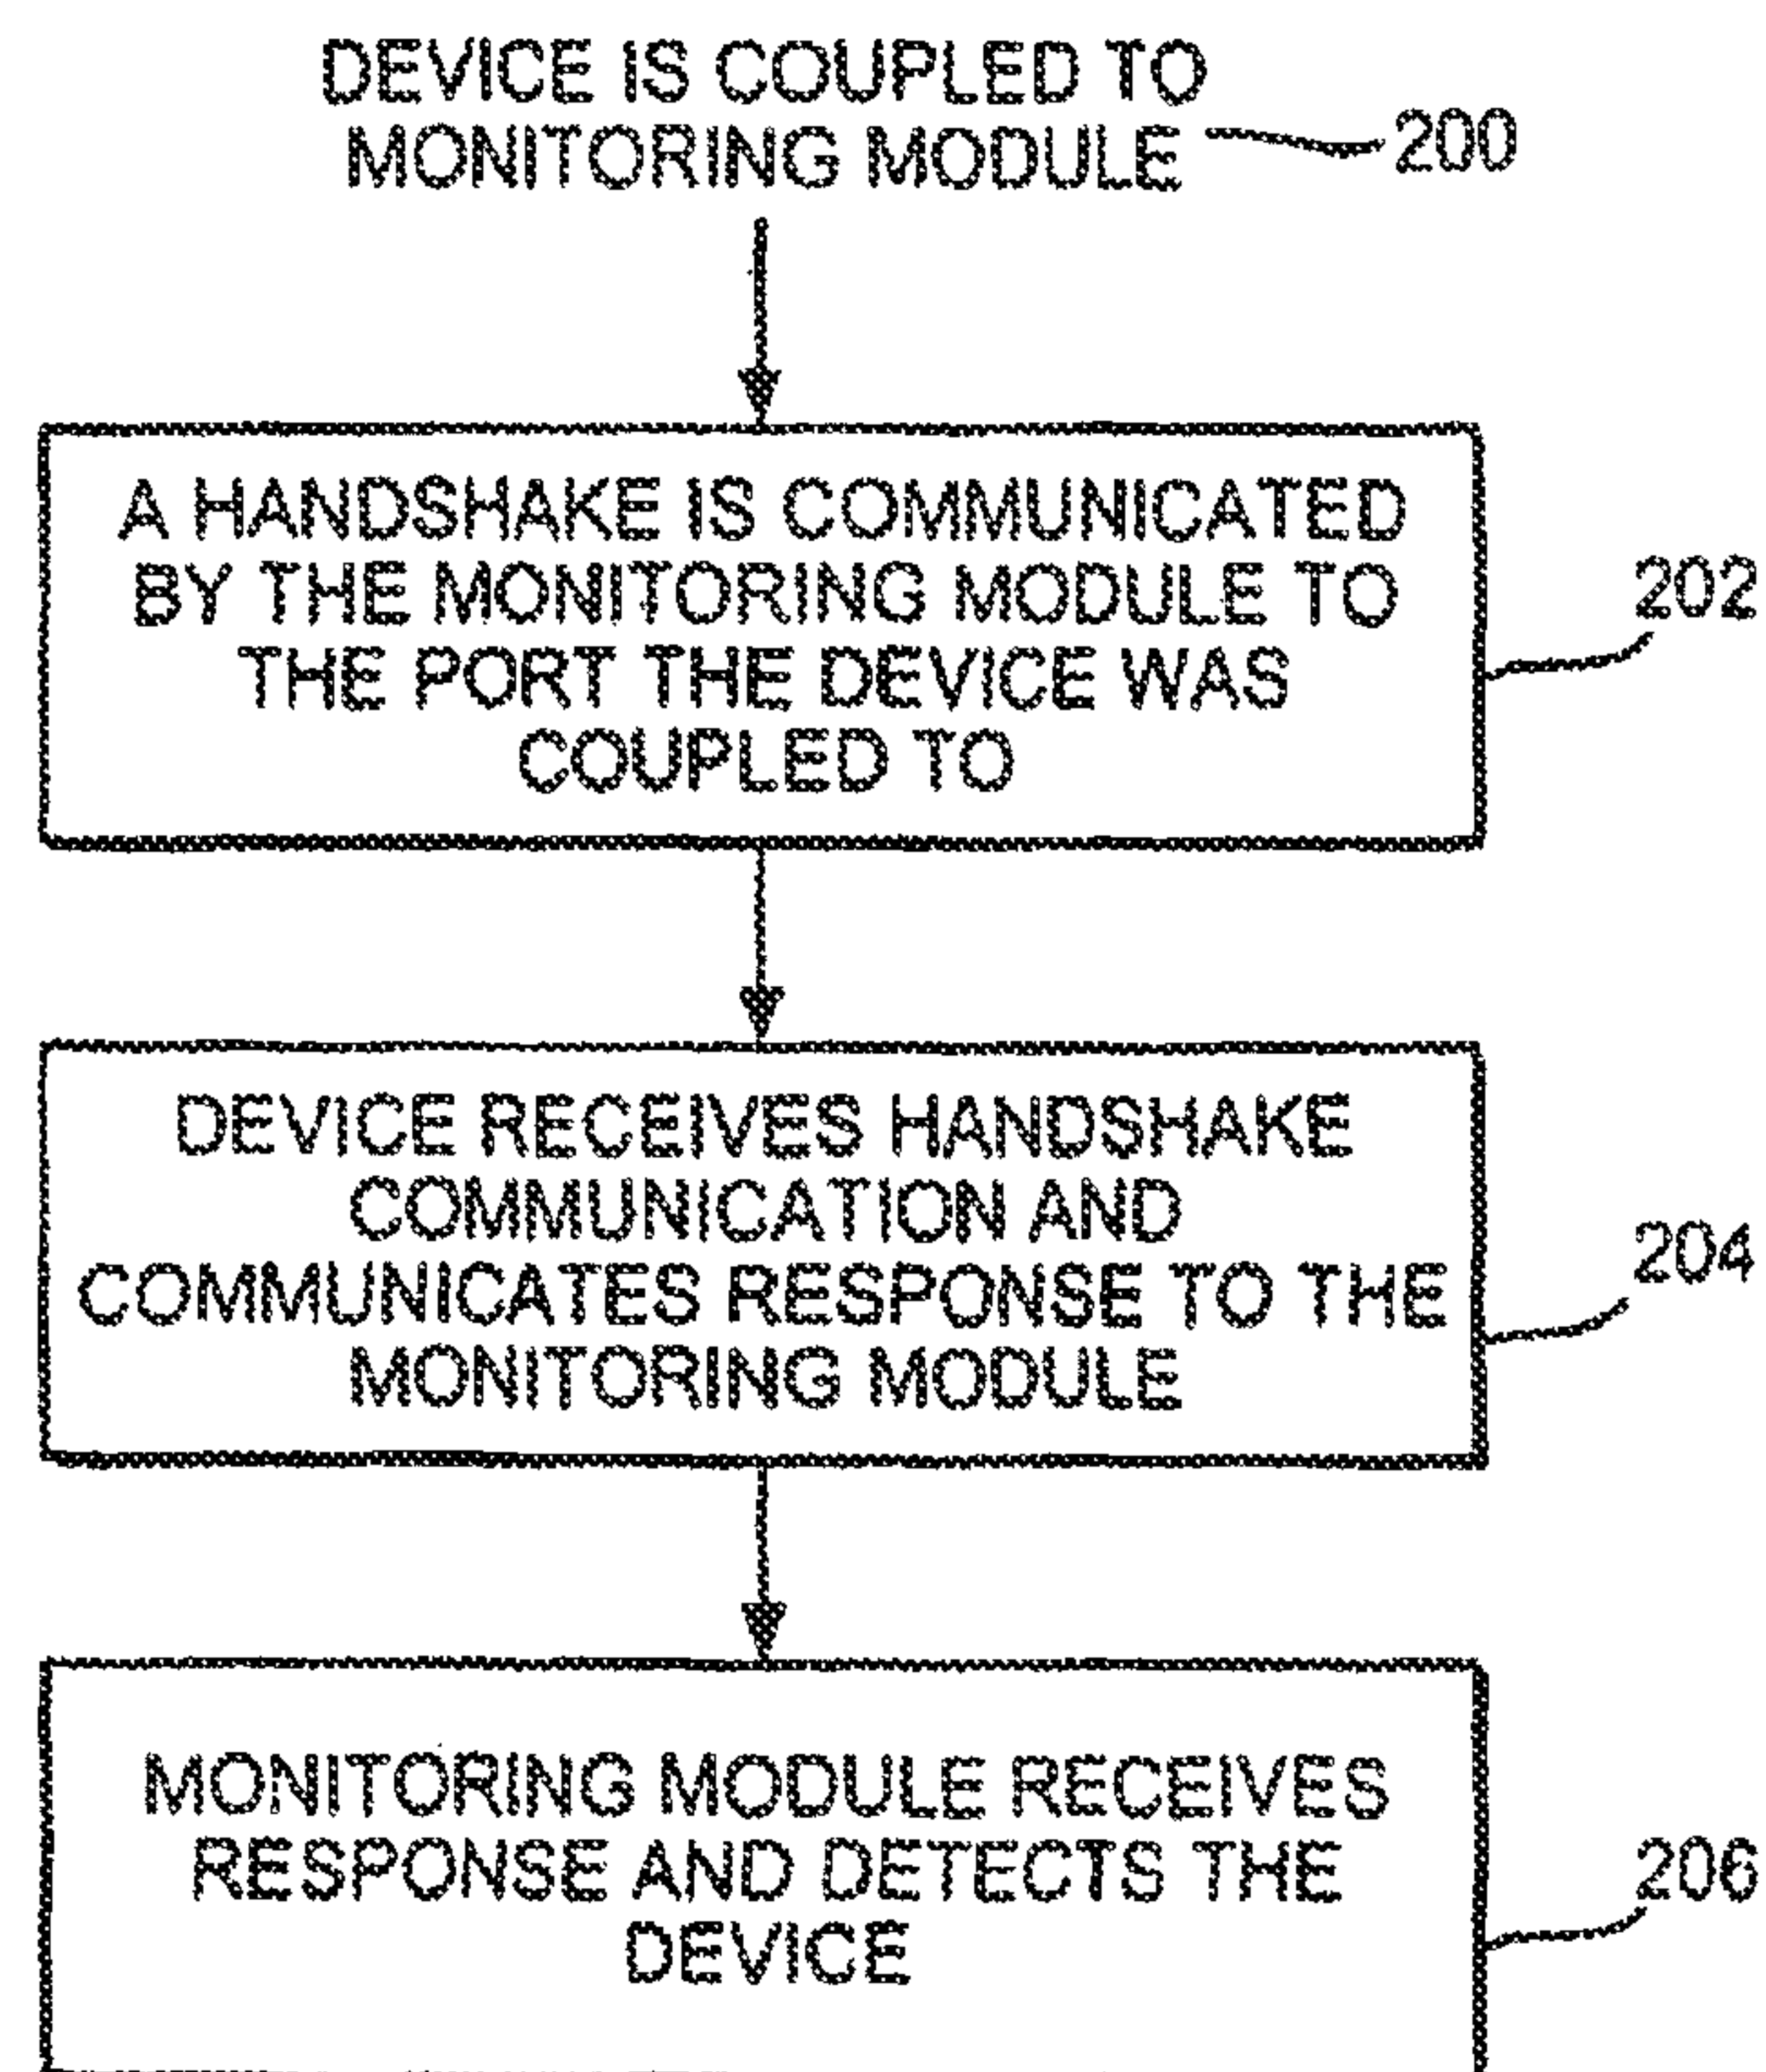 DEVICE IS COUPLED TO
MONITORING MODULE 200
A HANDSHAKE IS COMMUNICATED
BY THE MONITORING MODULE TO
202
THE PORT THE DEVICE WAS
COUPLED TO
DEVICE RECEIVES HANDSHAKE
COMMUNICATION AND
204
COMMUNICATES RESPONSE TO THE
MONITORING MODULE
MONITORING MODULE RECEIVES
RESPONSE AND DETECTS THE
206
DEVICE